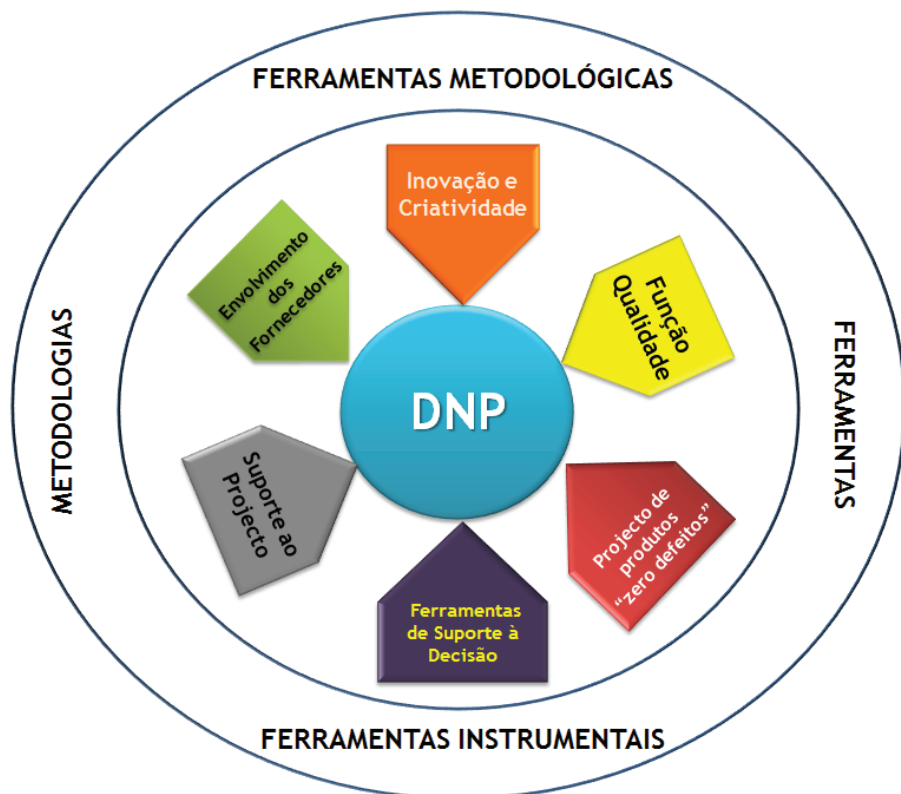 FERRAMENTAS METODOLÓGICAS
Inovação e
Criatividade
Envolvimento
dos
Fornecedores
Função
Qualidade
METODOLOGIAS
DNP
FERRAMENTAS
Suporte ao
Projecto
Projecto de
produtos
“zero defeitos”
Ferramentas
de Suporte à
Decisão
FERRAMENTAS INSTRUMENTAIS